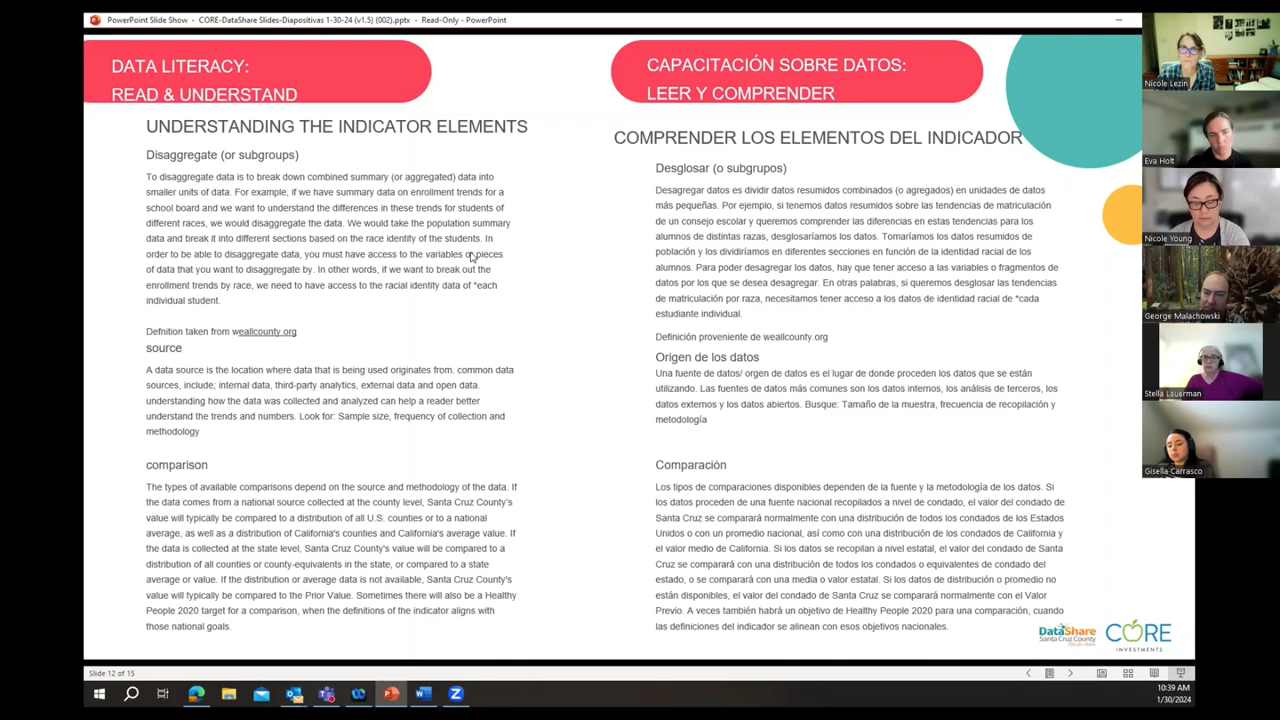 PowerPoint Slide Show - CORE-DataShare Slides-Diapositivas 1-30-24 (v1.5) (002).pptx - Read-Only - PowerPoint
DATA LITERACY:
READ & UNDERSTAND
UNDERSTANDING THE INDICATOR ELEMENTS
Disaggregate (or subgroups)
To disaggregate data is to break down combined summary (or aggregated) data into
smaller units of data. For example, if we have summary data on enrollment trends for a
school board and we want to understand the differences in these trends for students of
different races, we would disaggregate the data. We would take the population summary
data and break it into different sections based on the race identity of the students. In
order to be able to disaggregate data, you must have access to the variables or pieces
of data that you want to disaggregate by. In other words, if we want to break out the
enrollment trends by race, we need to have access to the racial identity data of *each
individual student.
Defnition taken from weallcounty.org
source
A data source is the location where data that is being used originates from. common data
sources, include; internal data, third-party analytics, external data and open data.
understanding how the data was collected and analyzed can help a reader better
understand the trends and numbers. Look for: Sample size, frequency of collection and
methodology
comparison
The types of available comparisons depend on the source and methodology of the data. If
the data comes from a national source collected at the county level, Santa Cruz County's
value will typically be compared to a distribution of all U.S. counties or to a national
average, as well as a distribution of California's counties and California's average value. If
the data is collected at the state level, Santa Cruz County's value will be compared to a
distribution of all counties or county-equivalents in the state, or compared to a state
average or value. If the distribution or average data is not available, Santa Cruz County's
value will typically be compared to the Prior Value. Sometimes there will also be a Healthy
People 2020 target for a comparison, when the definitions of the indicator aligns with
those national goals.
CAPACITACIÓN SOBRE DATOS:
LEER Y COMPRENDER
COMPRENDER LOS ELEMENTOS DEL INDICADOR
Desglosar (o subgrupos)
Desagregar datos es dividir datos resumidos combinados (o agregados) en unidades de datos
más pequeñas. Por ejemplo, si tenemos datos resumidos sobre las tendencias de matriculación
de un consejo escolar y queremos comprender las diferencias en estas tendencias para los
alumnos de distintas razas, desglosaríamos los datos. Tomaríamos los datos resumidos de
población y los dividiríamos en diferentes secciones en función de la identidad racial de los
alumnos. Para poder desagregar los datos, hay que tener acceso a las variables o fragmentos de
datos por los que se desea desagregar. En otras palabras, si queremos desglosar las tendencias
de matriculación por raza, necesitamos tener acceso a los datos de identidad racial de *cada
estudiante individual.
Definición proveniente de weallcounty.org
Origen de los datos
Una fuente de datos/ orgen de datos es el lugar de donde proceden los datos que se están
utilizando. Las fuentes de datos más comunes son los datos internos, los análisis de terceros, los
datos externos y los datos abiertos. Busque: Tamaño de la muestra, frecuencia de recopilación y
metodología
Comparación
Los tipos de comparaciones disponibles dependen de la fuente y la metodología de los datos. Si
los datos proceden de una fuente nacional recopilados a nivel de condado, el valor del condado de
Santa Cruz se comparará normalmente con una distribución de todos los condados de los Estados
Unidos o con un promedio nacional, así como con una distribución de los condados de California y
el valor medio de California. Si los datos se recopilan a nivel estatal, el valor del condado de Santa
Cruz se comparará con una distribución de todos los condados o equivalentes de condado del
estado, o se comparará con una media o valor estatal. Si los datos de distribución o promedio no
están disponibles, el valor del condado de Santa Cruz se comparará normalmente con el Valor
Previo. A veces también habrá un objetivo de Healthy People 2020 para una comparación, cuando
las definiciones del indicador se alinean con esos objetivos nacionales.
DataShare
Santa Cruz County
CORE
INVESTMENTS
Nicole Lezin
Eva Holt
Nicole Young
George Malachowski
Stella Lauerman
Gisella Carrasco
Slide 12 of 15
10:39 AM
1/30/2024